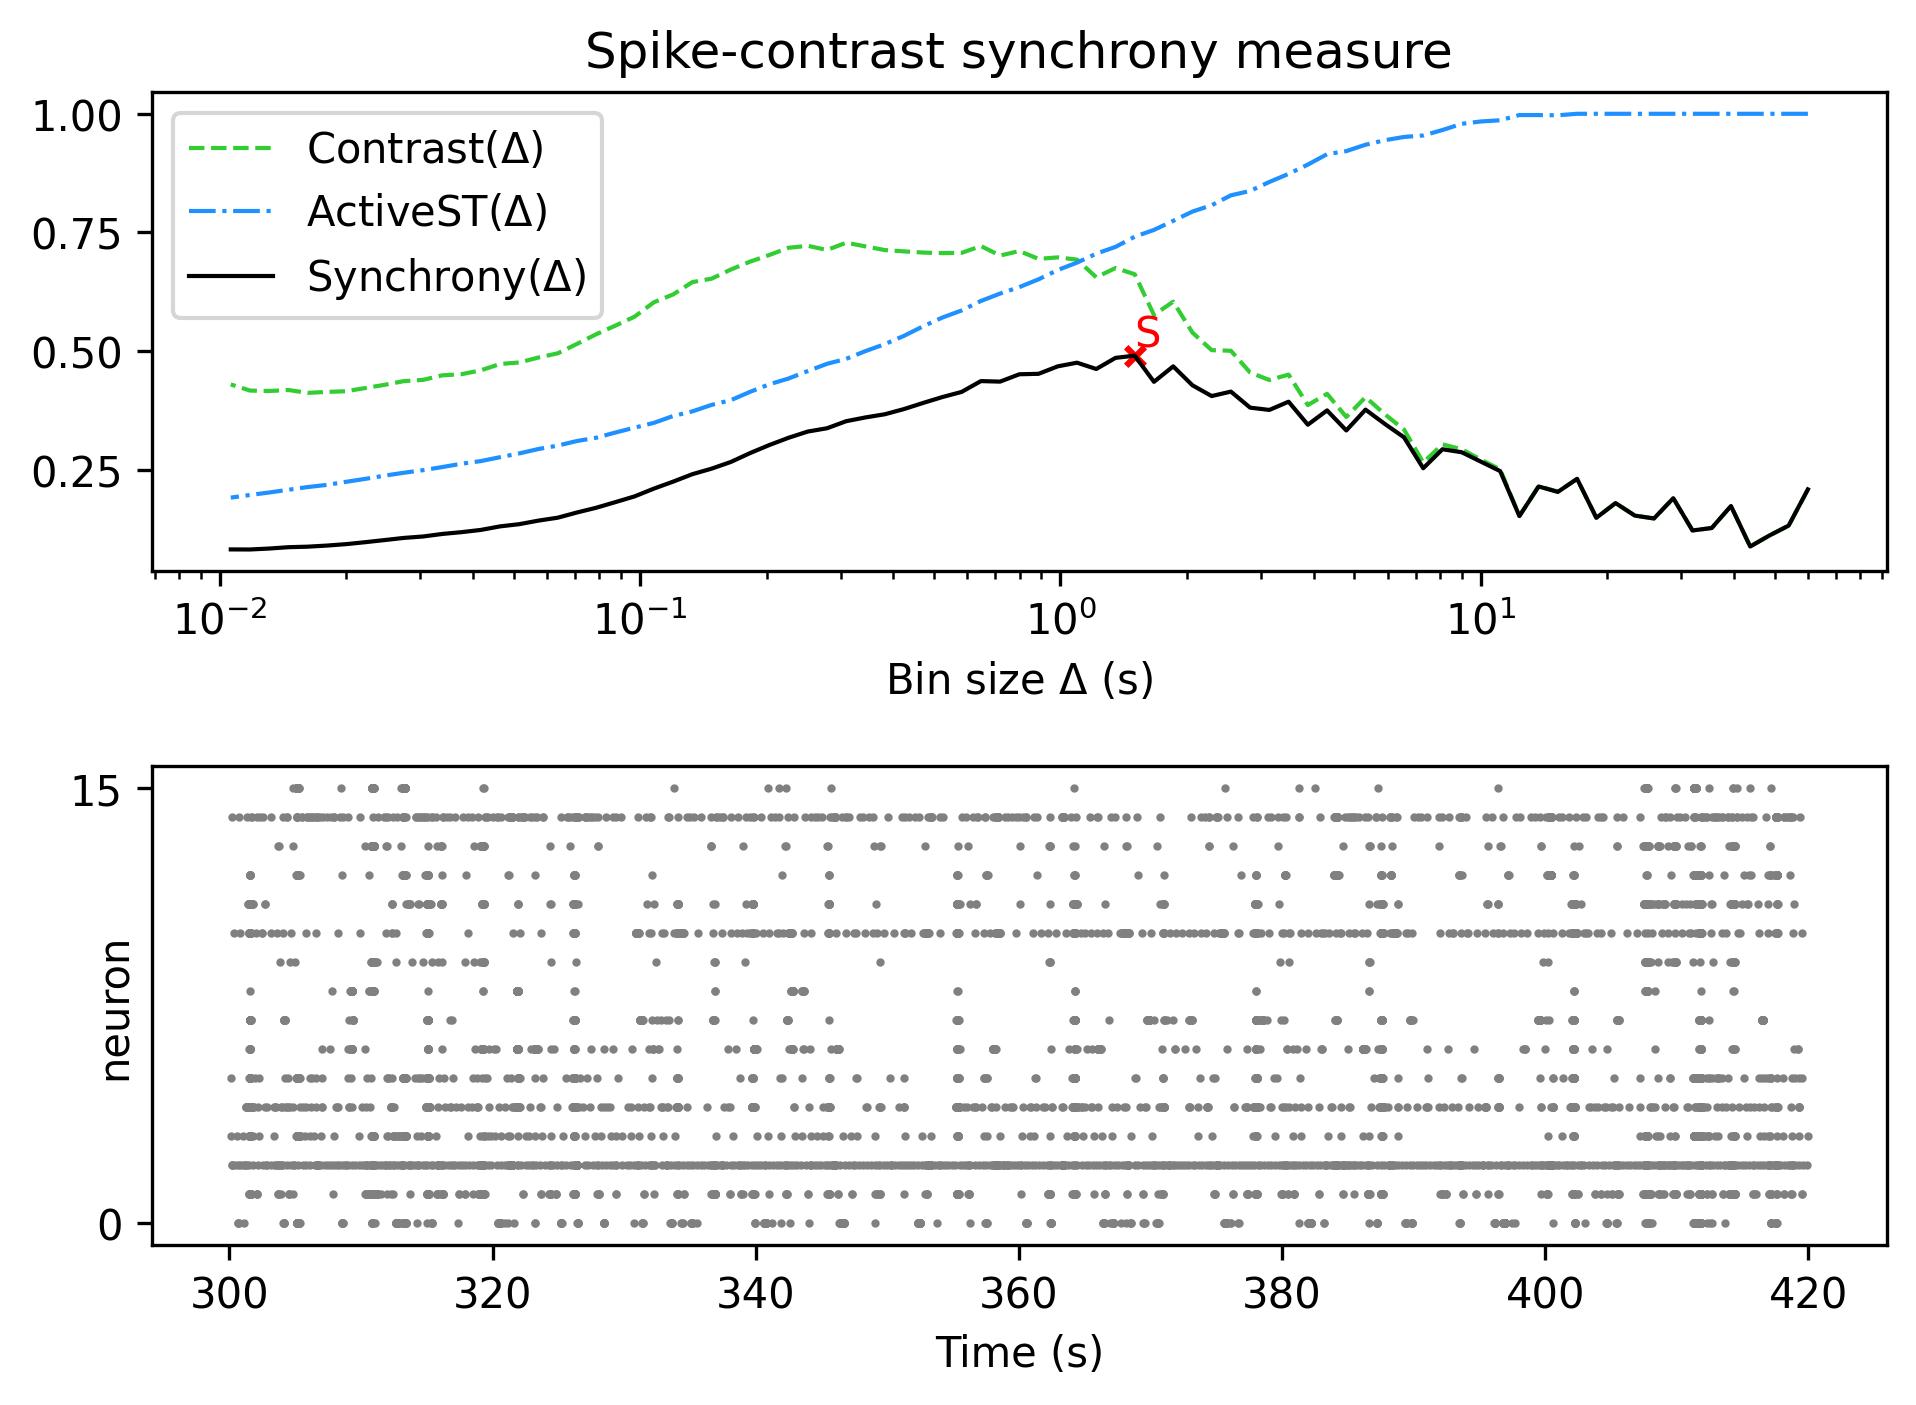 Spike-contrast synchrony measure
1.00
0.75
0.50
0.25
Contrast(Δ)
ActiveST(Δ)
Synchrony(Δ)
S
10⁻² 10⁻¹ 10⁰ 10¹
Bin size Δ (s)
15
0
neuron
300 320 340 360 380 400 420
Time (s)